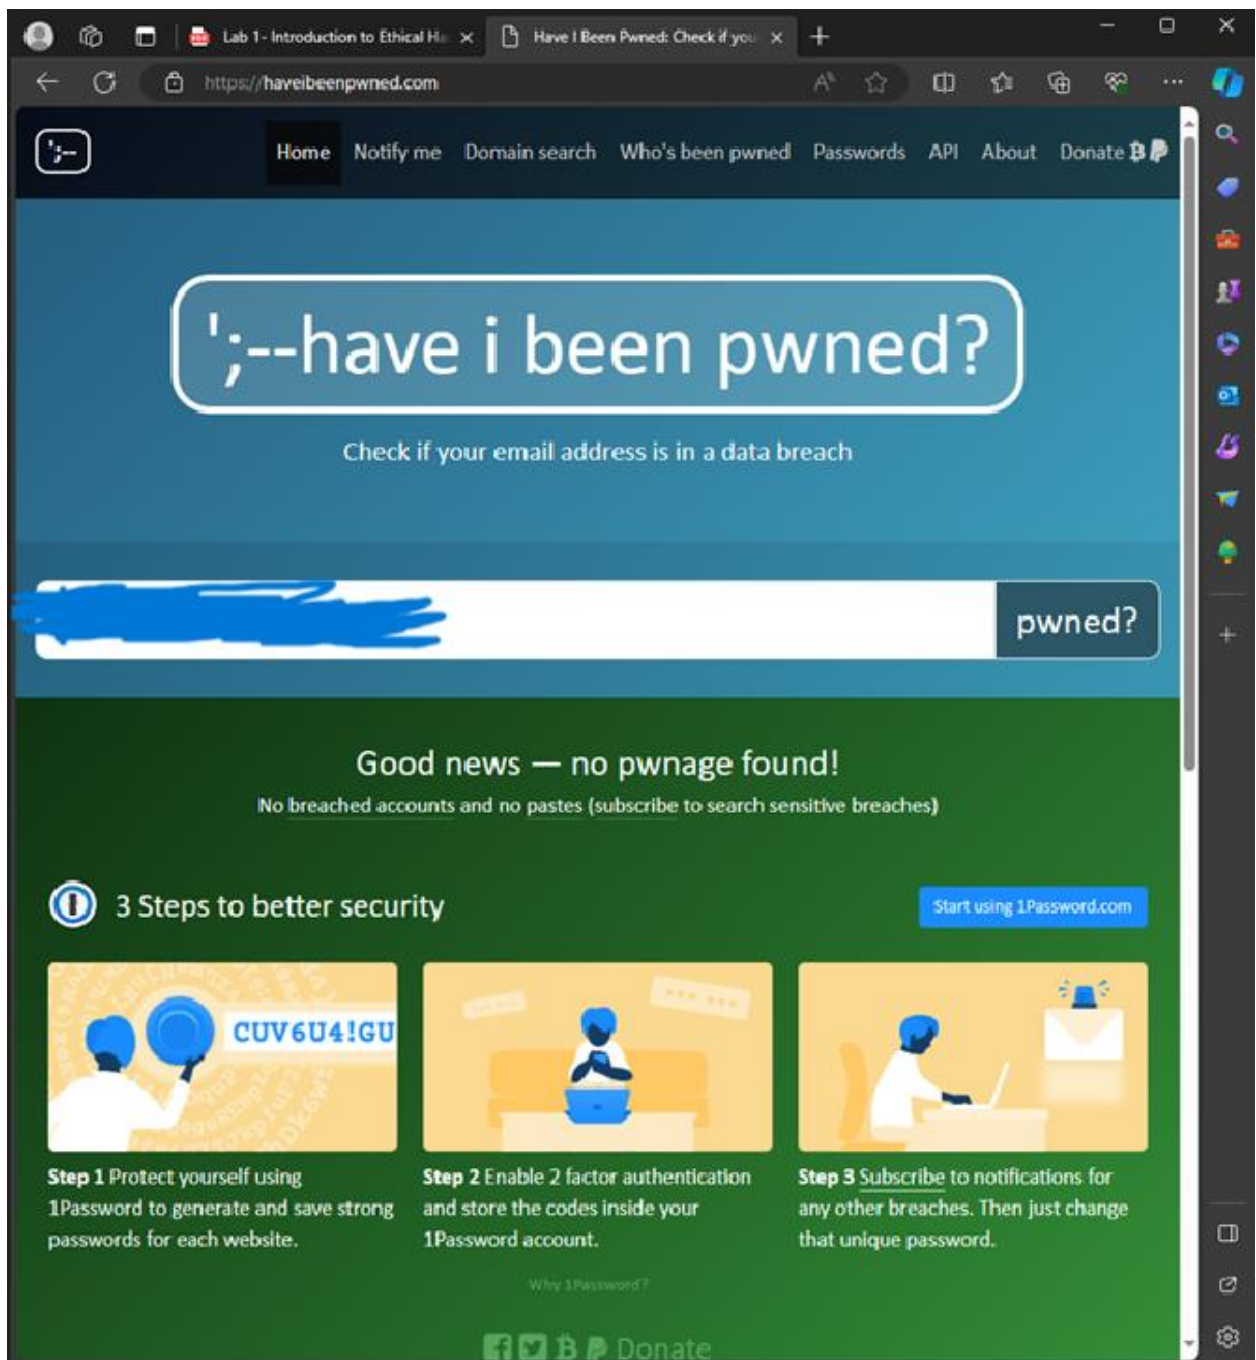 Lab 1 - Introduction to Ethical Ha
Have I Been Pwned: Check if you
https://haveibeenpwned.com
';--
Home Notify me Domain search Who's been pwned Passwords API About Donate
';--have i been pwned?
Check if your email address is in a data breach
pwned?
Good news — no pwnage found!
No breached accounts and no pastes (subscribe to search sensitive breaches)
3 Steps to better security
Start using 1Password.com
CUV6U4!GU
Step 1 Protect yourself using
1Password to generate and save strong
passwords for each website.
Step 2 Enable 2 factor authentication
and store the codes inside your
1Password account.
Step 3 Subscribe to notifications for
any other breaches. Then just change
that unique password.
Why 1Password?
Donate